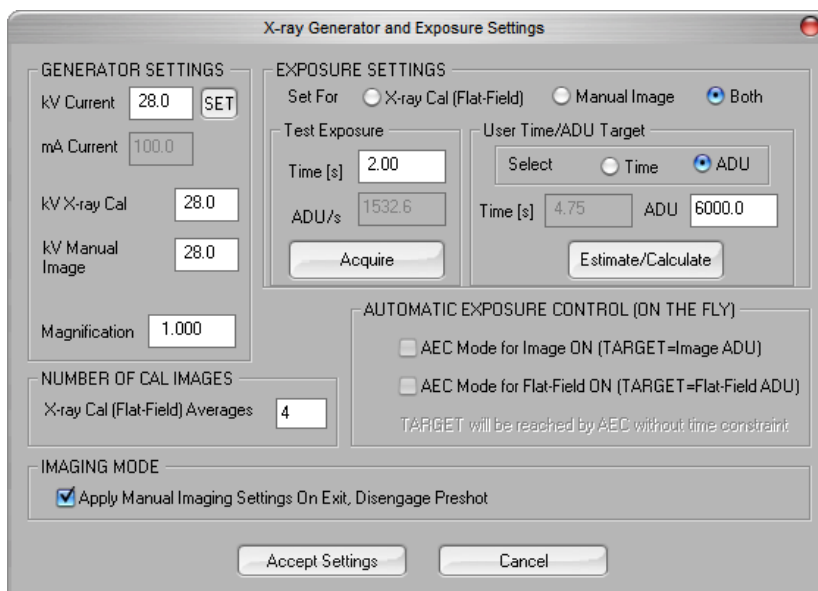 X-ray Generator and Exposure Settings
GENERATOR SETTINGS
kV Current 28.0 SET
mA Current 100.0
kV X-ray Cal 28.0
kV Manual
Image 28.0
Magnification 1.000
EXPOSURE SETTINGS
Set For X-ray Cal (Flat-Field) Manual Image Both
Test Exposure
Time [s] 2.00
ADU/s 1532.6
Acquire
User Time/ADU Target
Select Time ADU
Time [s] 4.75 ADU 6000.0
Estimate/Calculate
AUTOMATIC EXPOSURE CONTROL (ON THE FLY)
AEC Mode for Image ON (TARGET=Image ADU)
AEC Mode for Flat-Field ON (TARGET=Flat-Field ADU)
TARGET will be reached by AEC without time constraint
NUMBER OF CAL IMAGES
X-ray Cal (Flat-Field) Averages 4
IMAGING MODE
Apply Manual Imaging Settings On Exit, Disengage Preshot
Accept Settings Cancel